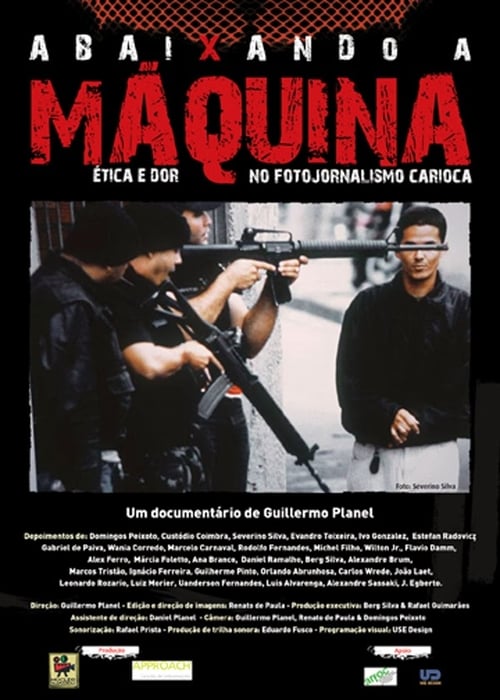 ABAIXANDO A
MÁQUINA
ÉTICA E DOR NO FOTOJORNALISMO CARIOCA
Foto: Severino Silva
Um documentário de Guillermo Planel
Depoimentos de: Domingos Peixoto, Custódio Coimbra, Severino Silva, Evandro Teixeira, Ivo Gonzalez, Estefan Radovicz
Gabriel de Paiva, Wania Corredo, Marcelo Carnaval, Rodolfo Fernandes, Michel Filho, Wilton Jr., Flavio Damm,
Alex Ferro, Márcia Foletto, Ana Branco, Daniel Ramalho, Berg Silva, Alexandre Brum,
Marcos Tristão, Ignácio Ferreira, Guilherme Pinto, Orlando Abrunhosa, Carlos Wrede, João Laet,
Leonardo Rozario, Luiz Morier, Uanderson Fernandes, Luis Alvarenga, Alexandre Sassaki, J. Egberto.
Direção: Guillermo Planel - Edição e direção de imagens: Renato de Paula - Produção executiva: Berg Silva & Rafael Guimarães
Assistente de direção: Daniel Planel - Câmera: Guillermo Planel, Renato de Paula & Domingos Peixoto
Sonorização: Rafael Prista - Produção de trilha sonora: Eduardo Fusco - Programação visual: USE Design
Produção
Apoio
APPROACH
arfoc